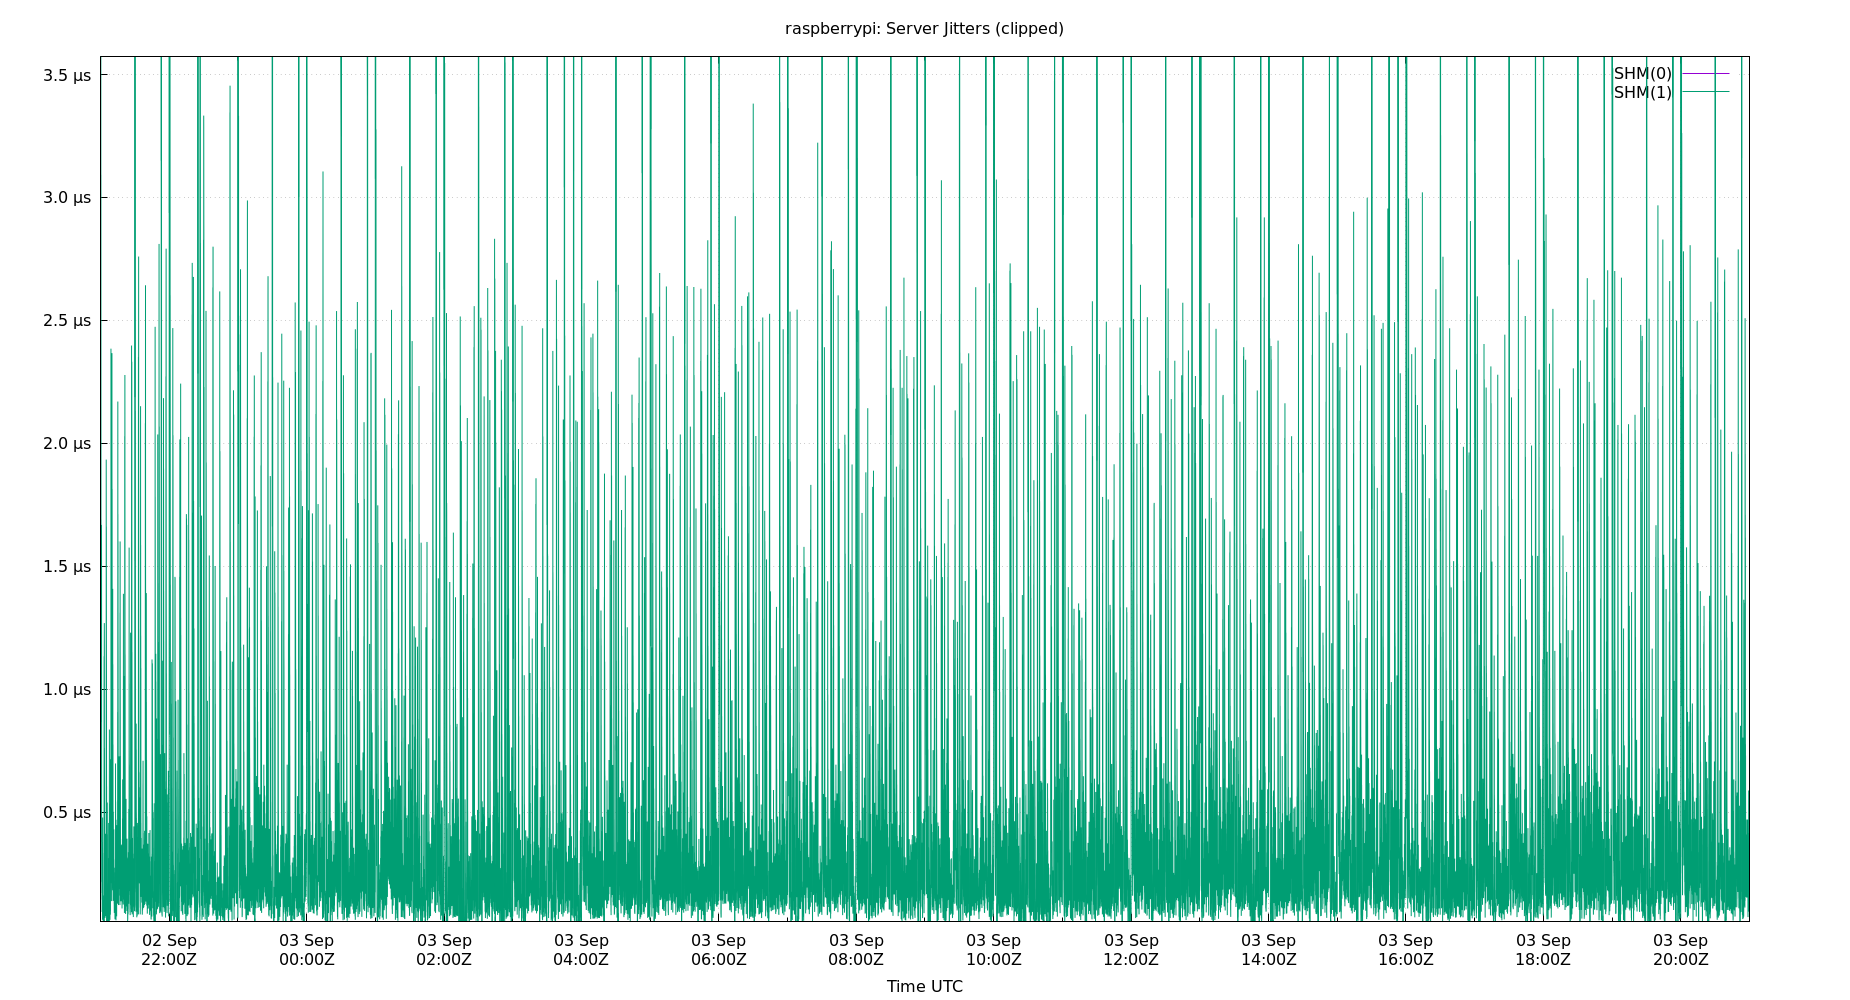 raspberrypi: Server Jitters (clipped)
3.5 µs
SHM(0)
SHM(1)
3.0 µs
2.5 µs
2.0 µs
1.5 µs
1.0 µs
0.5 µs
02 Sep 03 Sep 03 Sep 03 Sep 03 Sep 03 Sep 03 Sep 03 Sep 03 Sep 03 Sep 03 Sep 03 Sep
22:00Z 00:00Z 02:00Z 04:00Z 06:00Z 08:00Z 10:00Z 12:00Z 14:00Z 16:00Z 18:00Z 20:00Z
Time UTC